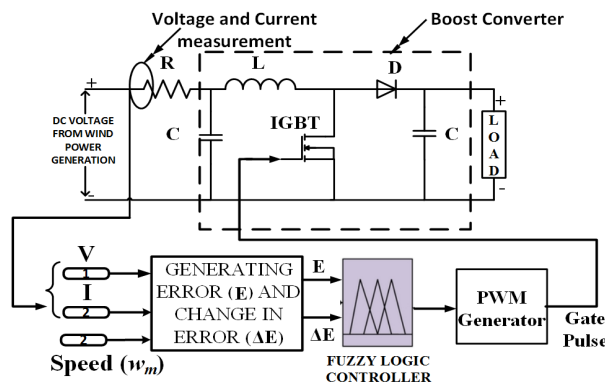 Voltage and Current
measurement
Boost Converter
R
L
D
+
+
DC VOLTAGE
FROM WIND
POWER
GENERATION
C
IGBT
C
L
O
A
D
-
-
V
1
I
2
2
Speed (wm)
GENERATING
ERROR (E) AND
CHANGE IN
ERROR (ΔE)
E
ΔE
FUZZY LOGIC
CONTROLLER
PWM
Generator
Gate
Pulse